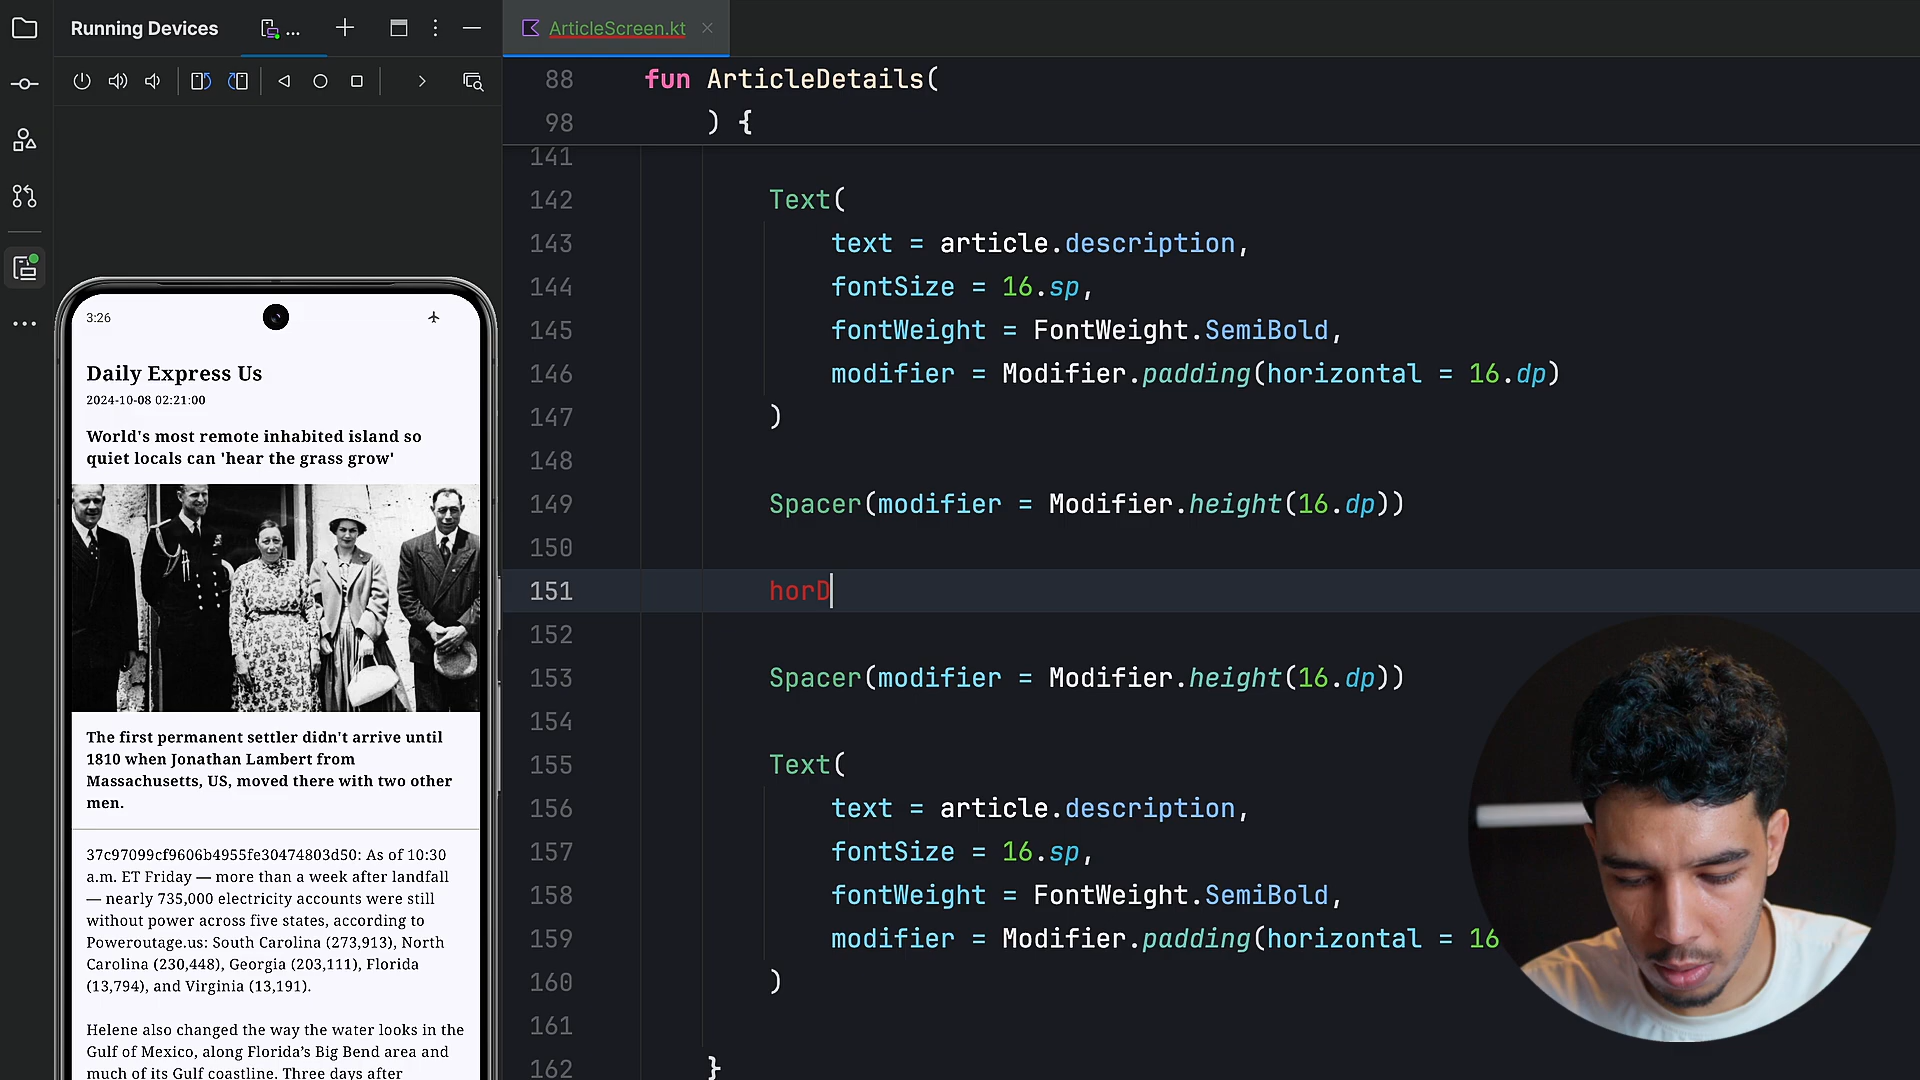 Running Devices
...
ArticleScreen.kt
88 fun ArticleDetails(
98 ) {
141
142 Text(
143 text = article.description,
144 fontSize = 16.sp,
145 fontWeight = FontWeight.SemiBold,
146 modifier = Modifier.padding(horizontal = 16.dp)
147 )
148
149 Spacer(modifier = Modifier.height(16.dp))
150
151 horD
152
153 Spacer(modifier = Modifier.height(16.dp))
154
155 Text(
156 text = article.description,
157 fontSize = 16.sp,
158 fontWeight = FontWeight.SemiBold,
159 modifier = Modifier.padding(horizontal = 16
160 )
161
162 }
3:26
Daily Express Us
2024-10-08 02:21:00
World's most remote inhabited island so
quiet locals can 'hear the grass grow'
The first permanent settler didn't arrive until
1810 when Jonathan Lambert from
Massachusetts, US, moved there with two other
men.
37c97099cf9606b4955fe30474803d50: As of 10:30
a.m. ET Friday — more than a week after landfall
— nearly 735,000 electricity accounts were still
without power across five states, according to
Poweroutage.us: South Carolina (273,913), North
Carolina (230,448), Georgia (203,111), Florida
(13,794), and Virginia (13,191).
Helene also changed the way the water looks in the
Gulf of Mexico, along Florida’s Big Bend area and
much of its Gulf coastline. Three days after